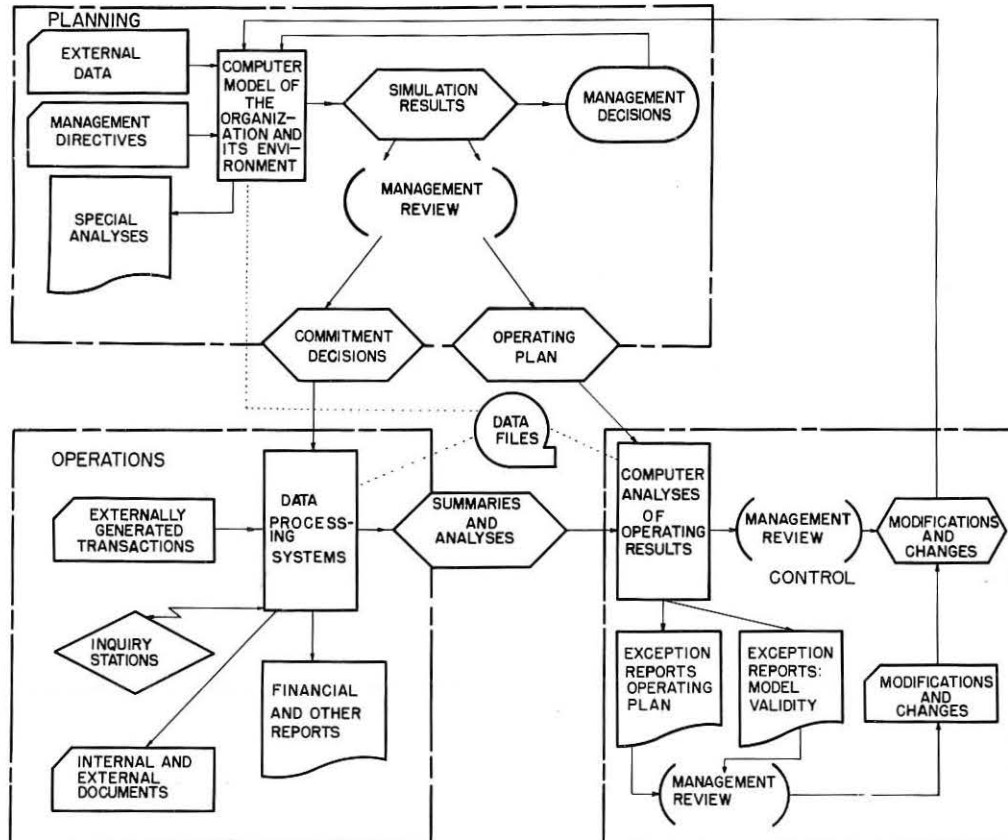 PLANNING
EXTERNAL
DATA
MANAGEMENT
DIRECTIVES
SPECIAL
ANALYSES
COMPUTER
MODEL OF
THE
ORGANIZ-
ATION AND
ITS ENVI-
RONMENT
SIMULATION
RESULTS
MANAGEMENT
DECISIONS
MANAGEMENT
REVIEW
COMMITMENT
DECISIONS
OPERATING
PLAN
DATA
FILES
OPERATIONS
EXTERNALLY
GENERATED
TRANSACTIONS
DATA
PROCESS-
ING
SYSTEMS
SUMMARIES
AND
ANALYSES
INQUIRY
STATIONS
FINANCIAL
AND OTHER
REPORTS
INTERNAL AND
EXTERNAL
DOCUMENTS
COMPUTER
ANALYSES
OF
OPERATING
RESULTS
MANAGEMENT
REVIEW
MODIFICATIONS
AND
CHANGES
CONTROL
EXCEPTION
REPORTS
OPERATING
PLAN
EXCEPTION
REPORTS:
MODEL
VALIDITY
MODIFICATIONS
AND
CHANGES
MANAGEMENT
REVIEW